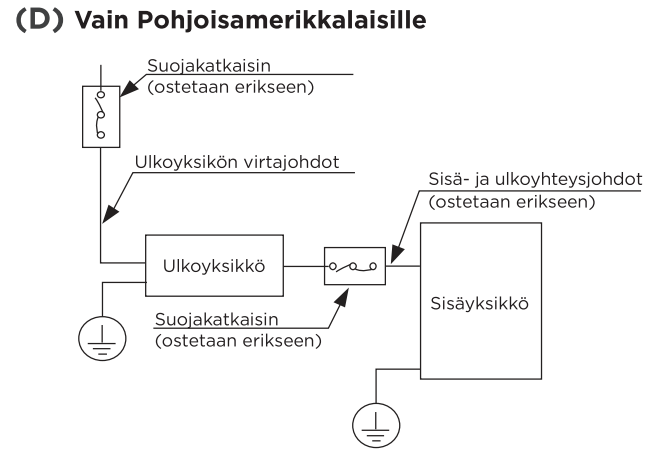 (D) Vain Pohjoisamerikkalaisille
Suojakatkaisin
(ostetaan erikseen)
Ulkoyksikön virtajohdot
Sisä- ja ulkoyhteysjohdot
(ostetaan erikseen)
Ulkoyksikkö
Sisäyksikkö
Suojakatkaisin
(ostetaan erikseen)